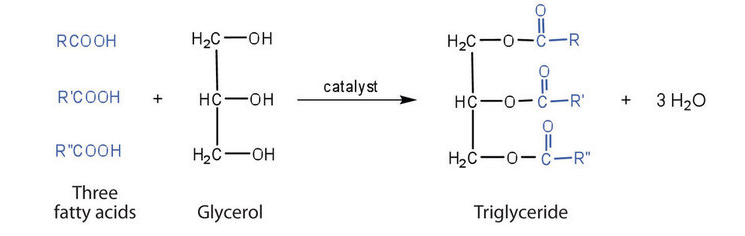 RCOOH
R'COOH
R"COOH
Three
fatty acids
+
H₂C—OH
HC—OH
H₂C—OH
Glycerol
catalyst
O
H₂C—O—C—R
O
HC—O—C—R'
O
H₂C—O—C—R"
Triglyceride
+ 3 H₂O